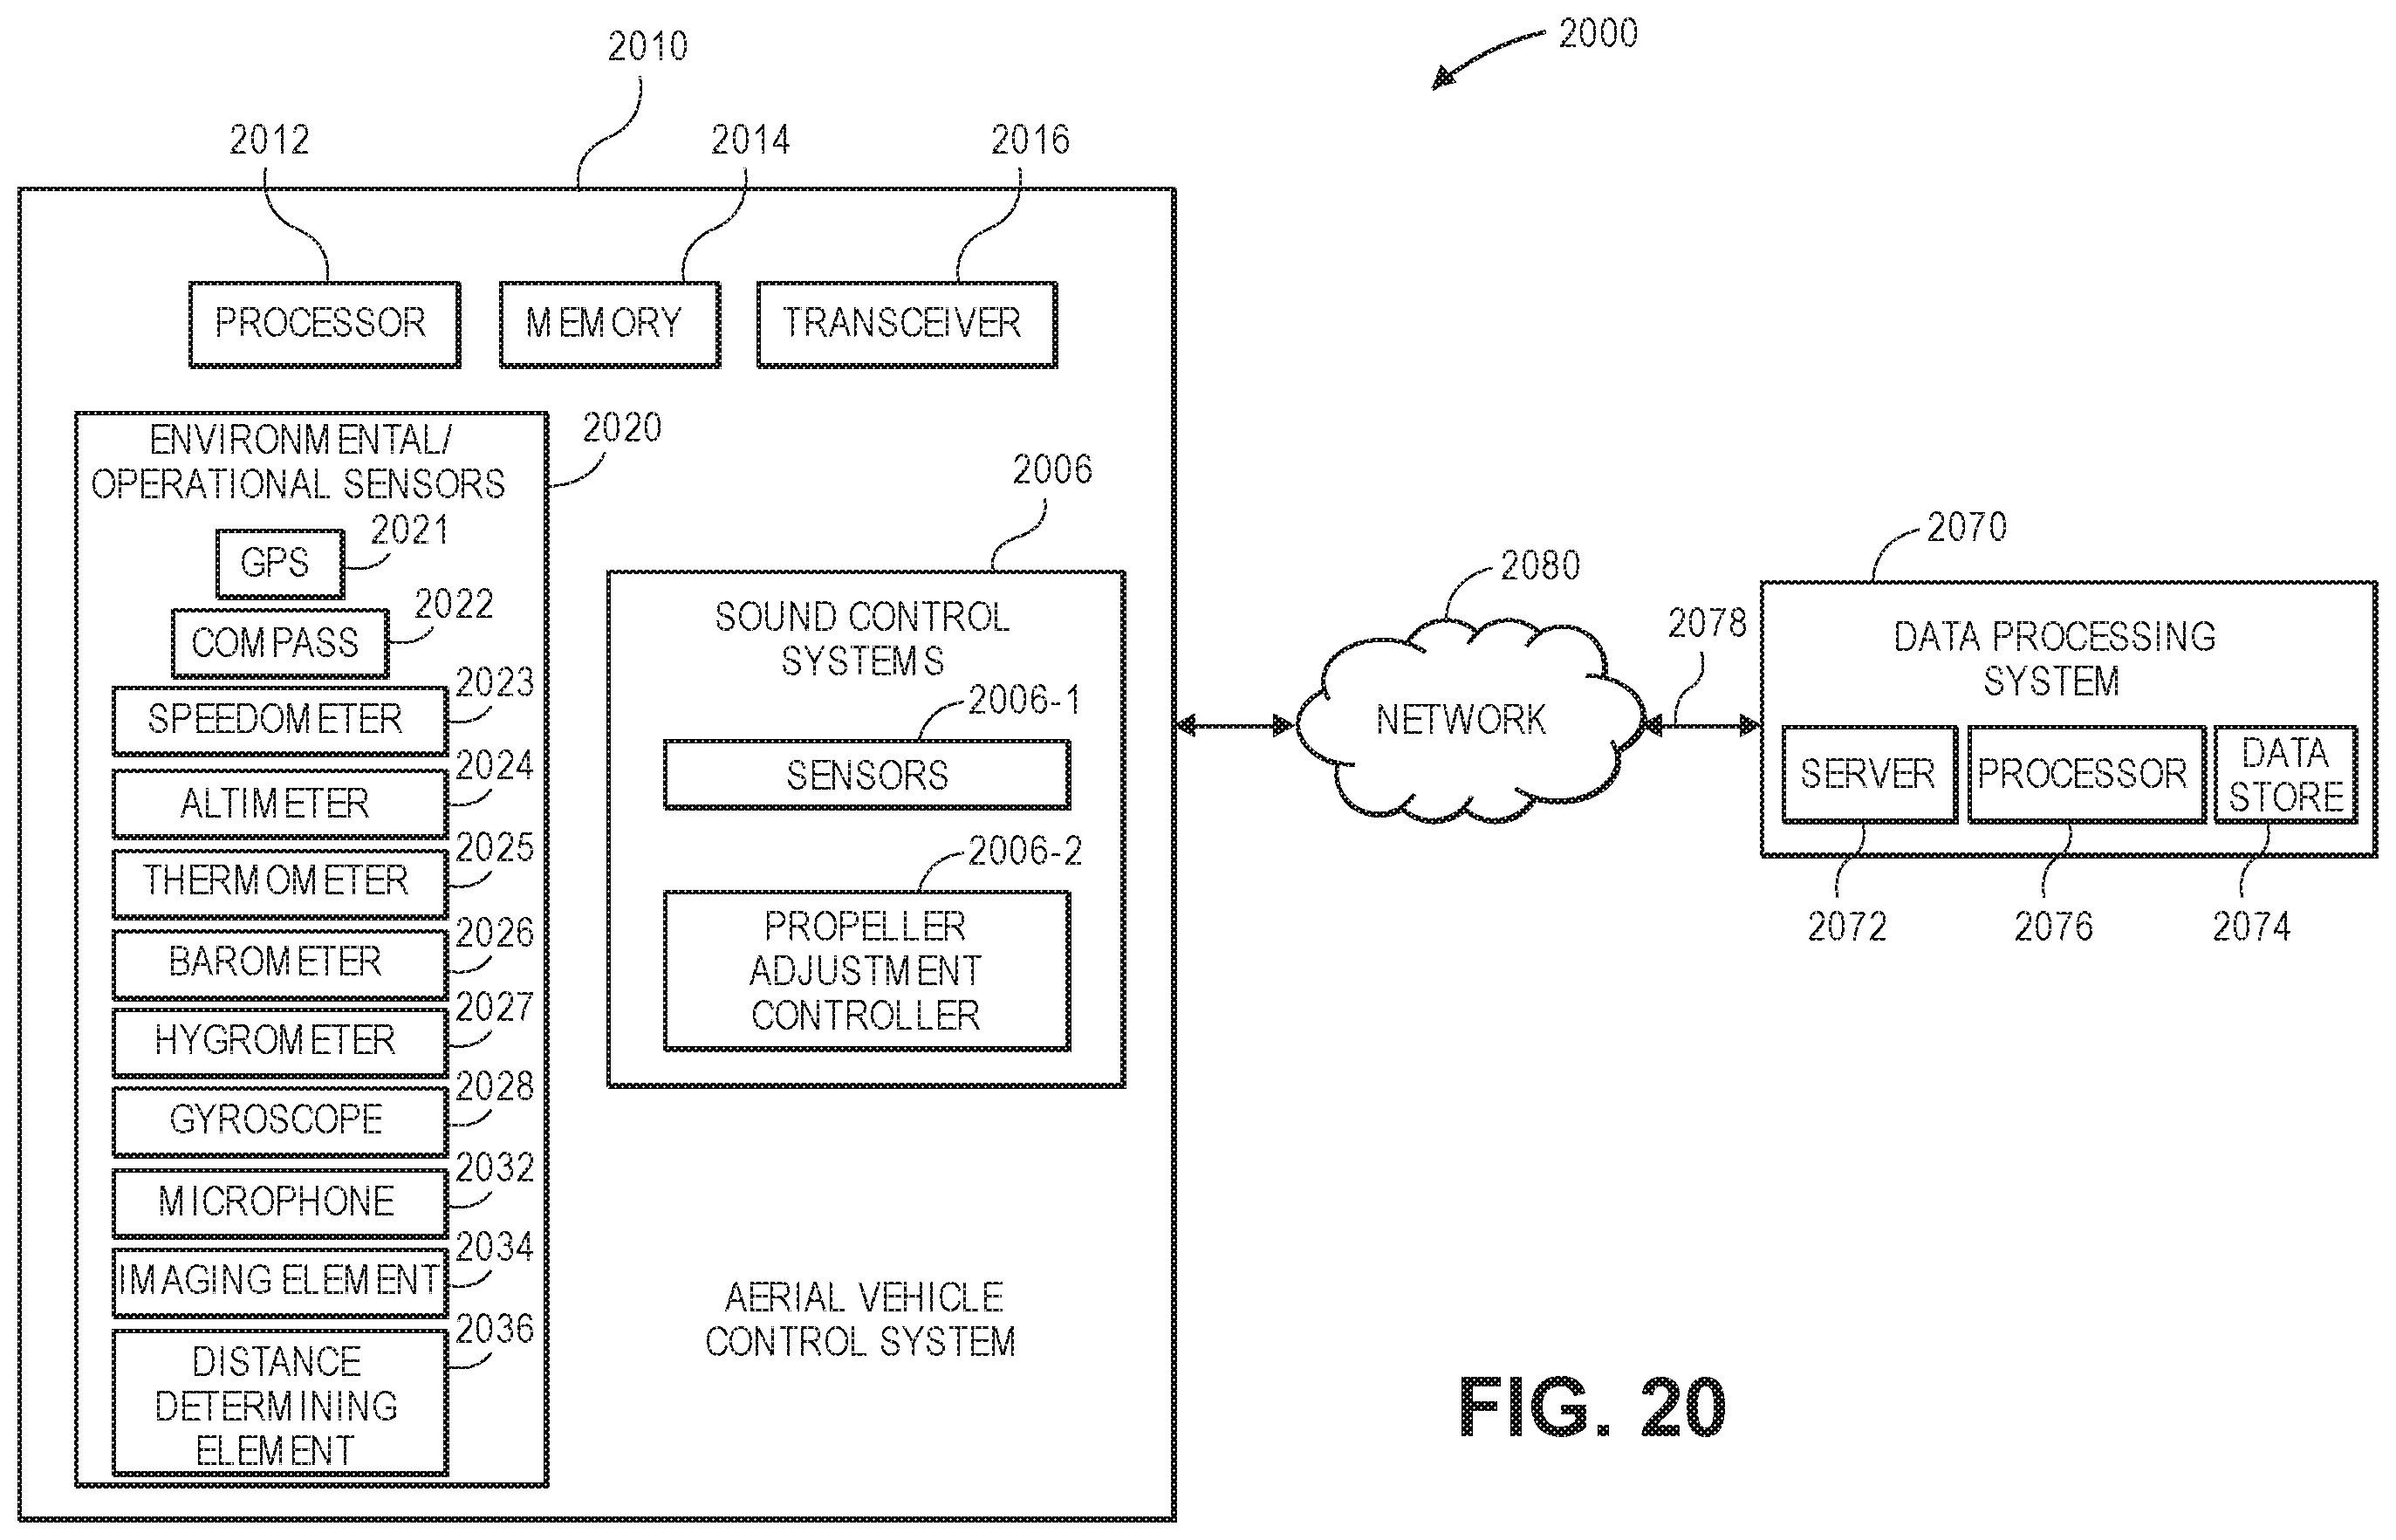 2000
2010
2012
2014
2016
PROCESSOR
MEMORY
TRANSCEIVER
ENVIRONMENTAL/
OPERATIONAL SENSORS
2020
GPS
2021
COMPASS
2022
SPEEDOMETER
2023
ALTIMETER
2024
THERMOMETER
2025
BAROMETER
2026
HYGROMETER
2027
GYROSCOPE
2028
MICROPHONE
2032
IMAGING ELEMENT
2034
DISTANCE
DETERMINING
ELEMENT
2036
2006
SOUND CONTROL
SYSTEMS
2006-1
SENSORS
2006-2
PROPELLER
ADJUSTMENT
CONTROLLER
AERIAL VEHICLE
CONTROL SYSTEM
2080
NETWORK
2078
2070
DATA PROCESSING
SYSTEM
SERVER
PROCESSOR
DATA
STORE
2072
2076
2074
FIG. 20